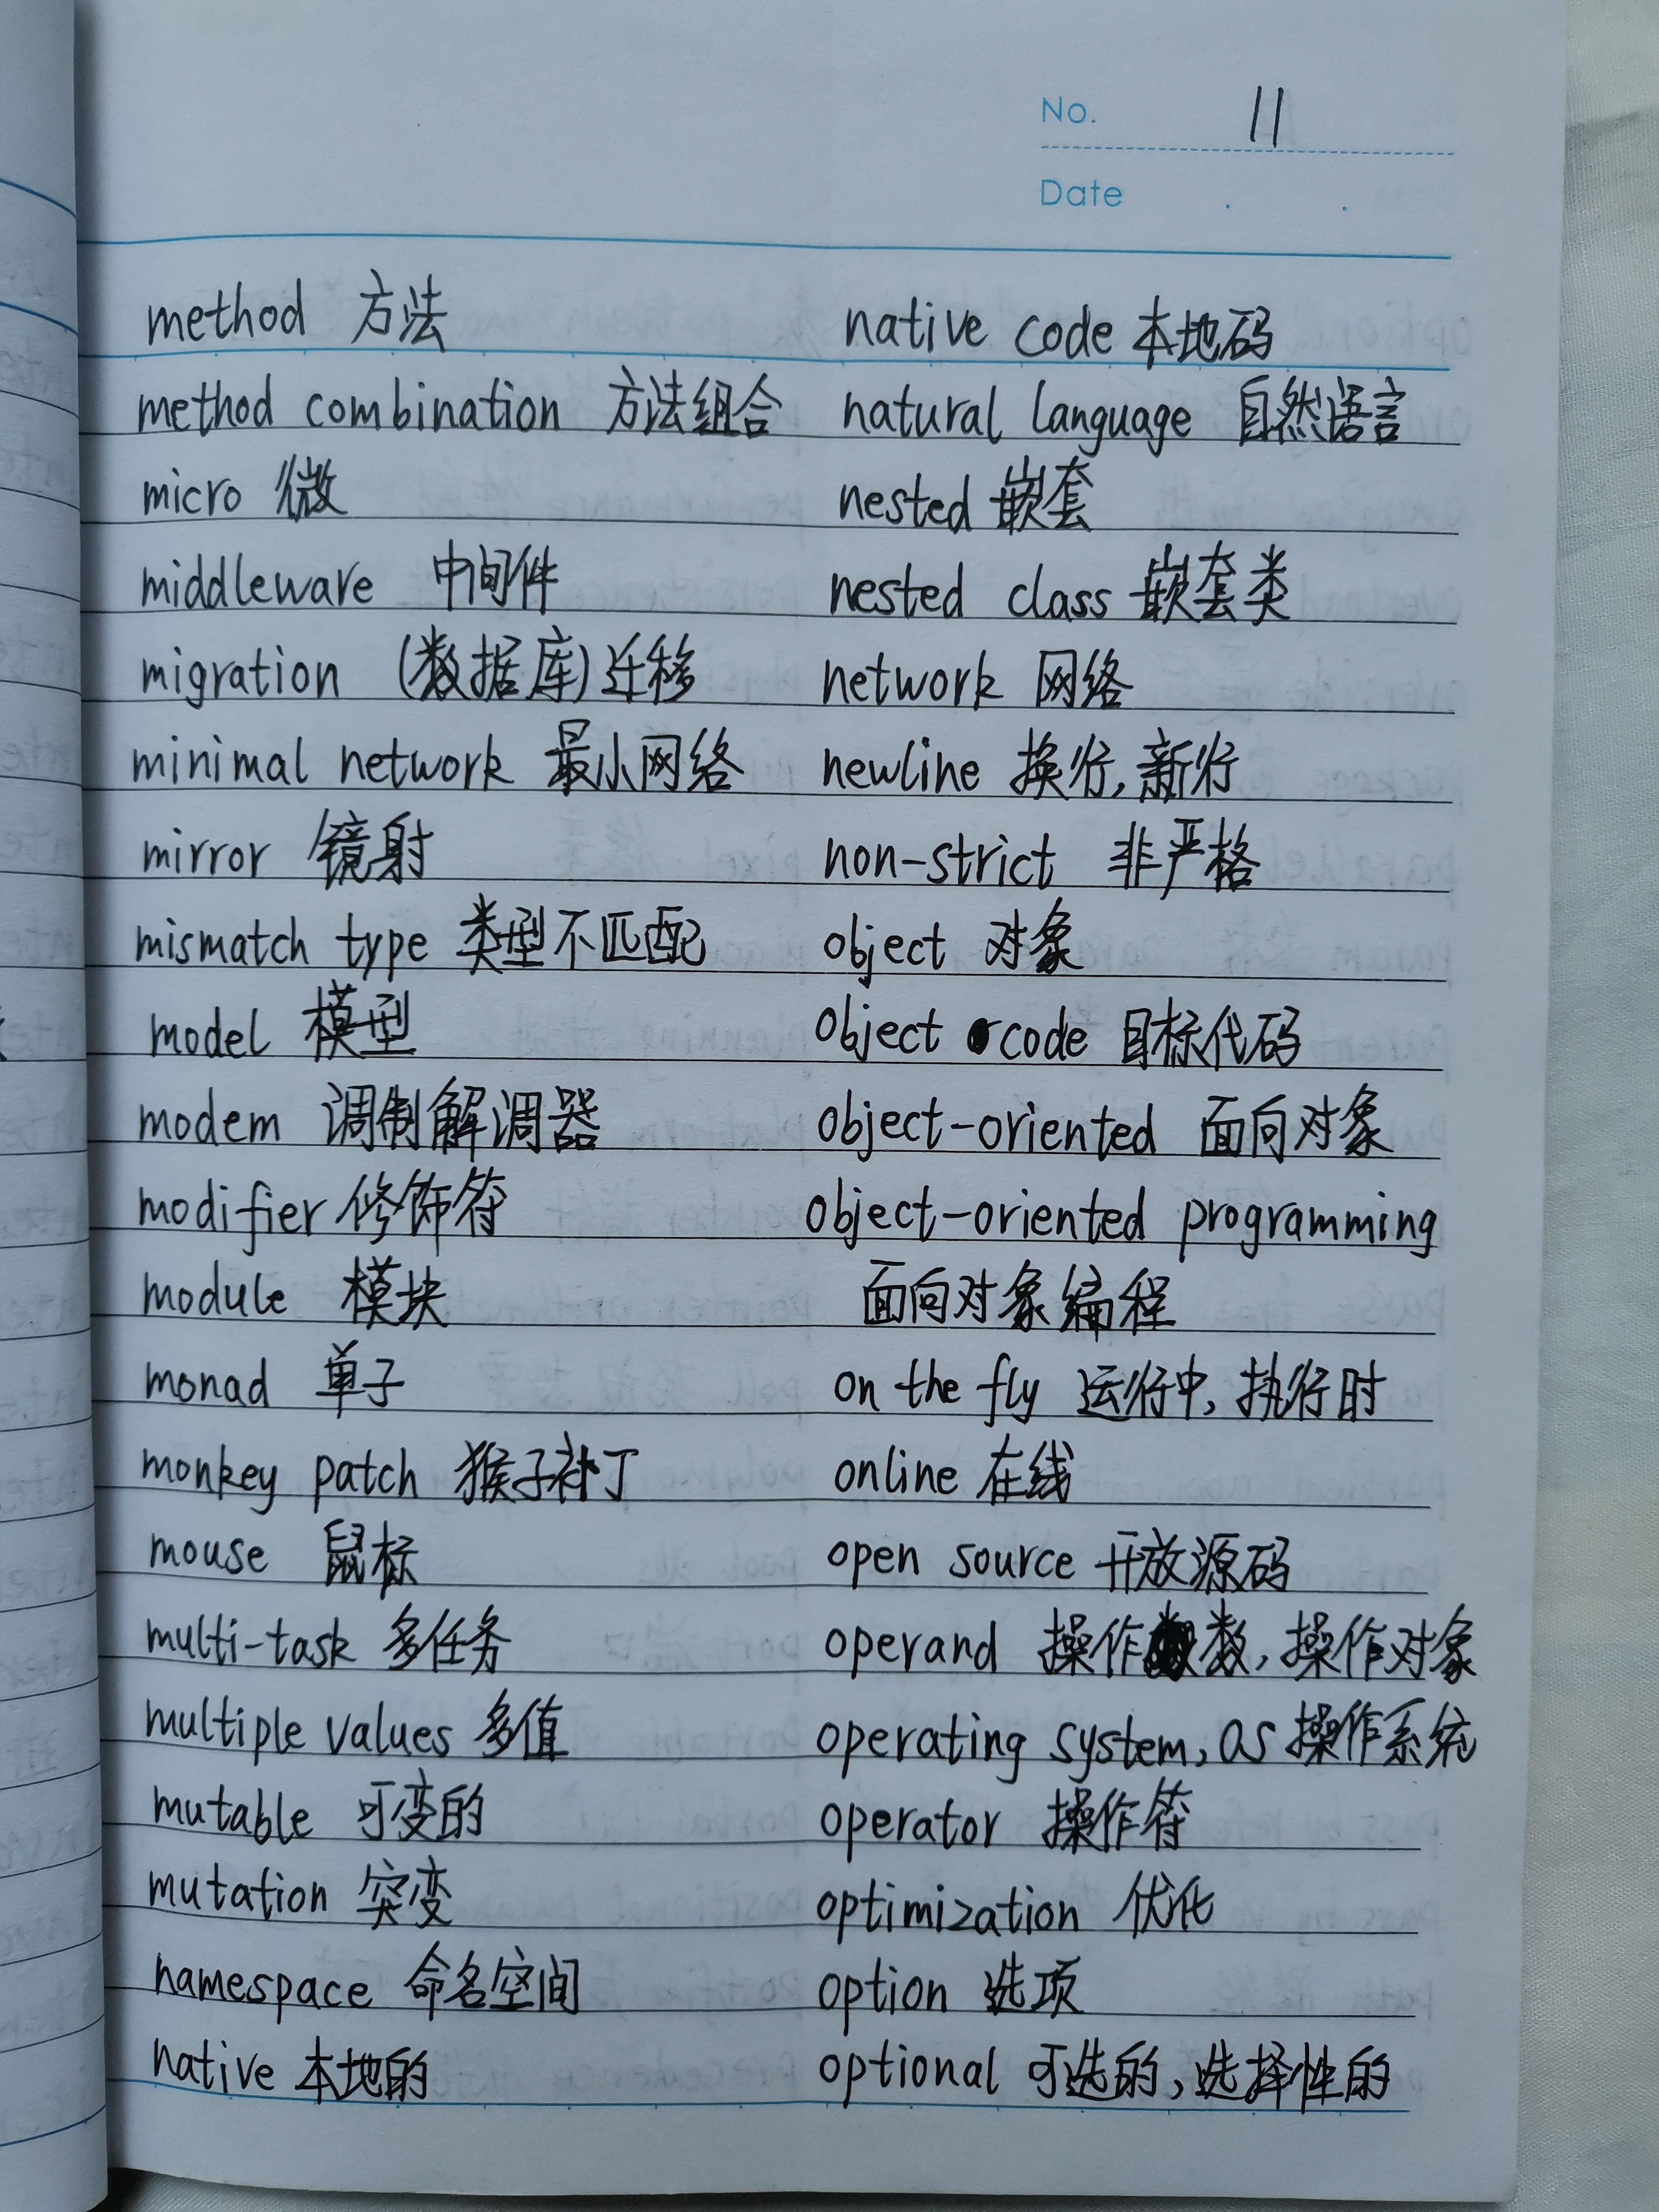 No. 11
Date
method 方法
method combination 方法组合
micro 微
middleware 中间件
migration (数据库)迁移
minimal network 最小网络
mirror 镜射
mismatch type 类型不匹配
model 模型
modem 调制解调器
modifier 修饰符
module 模块
monad 单子
monkey patch 猴子补丁
mouse 鼠标
multi-task 多任务
multiple values 多值
mutable 可变的
mutation 突变
namespace 命名空间
native 本地的
native code 本地码
natural language 自然语言
nested 嵌套
nested class 嵌套类
network 网络
newline 换行,新行
non-strict 非严格
object 对象
object code 目标代码
object-oriented 面向对象
object-oriented programming
面向对象编程
on the fly 运行中,执行时
online 在线
open source 开放源码
operand 操作数,操作对象
operating system, OS 操作系统
operator 操作符
optimization 优化
option 选项
optional 可选的,选择性的